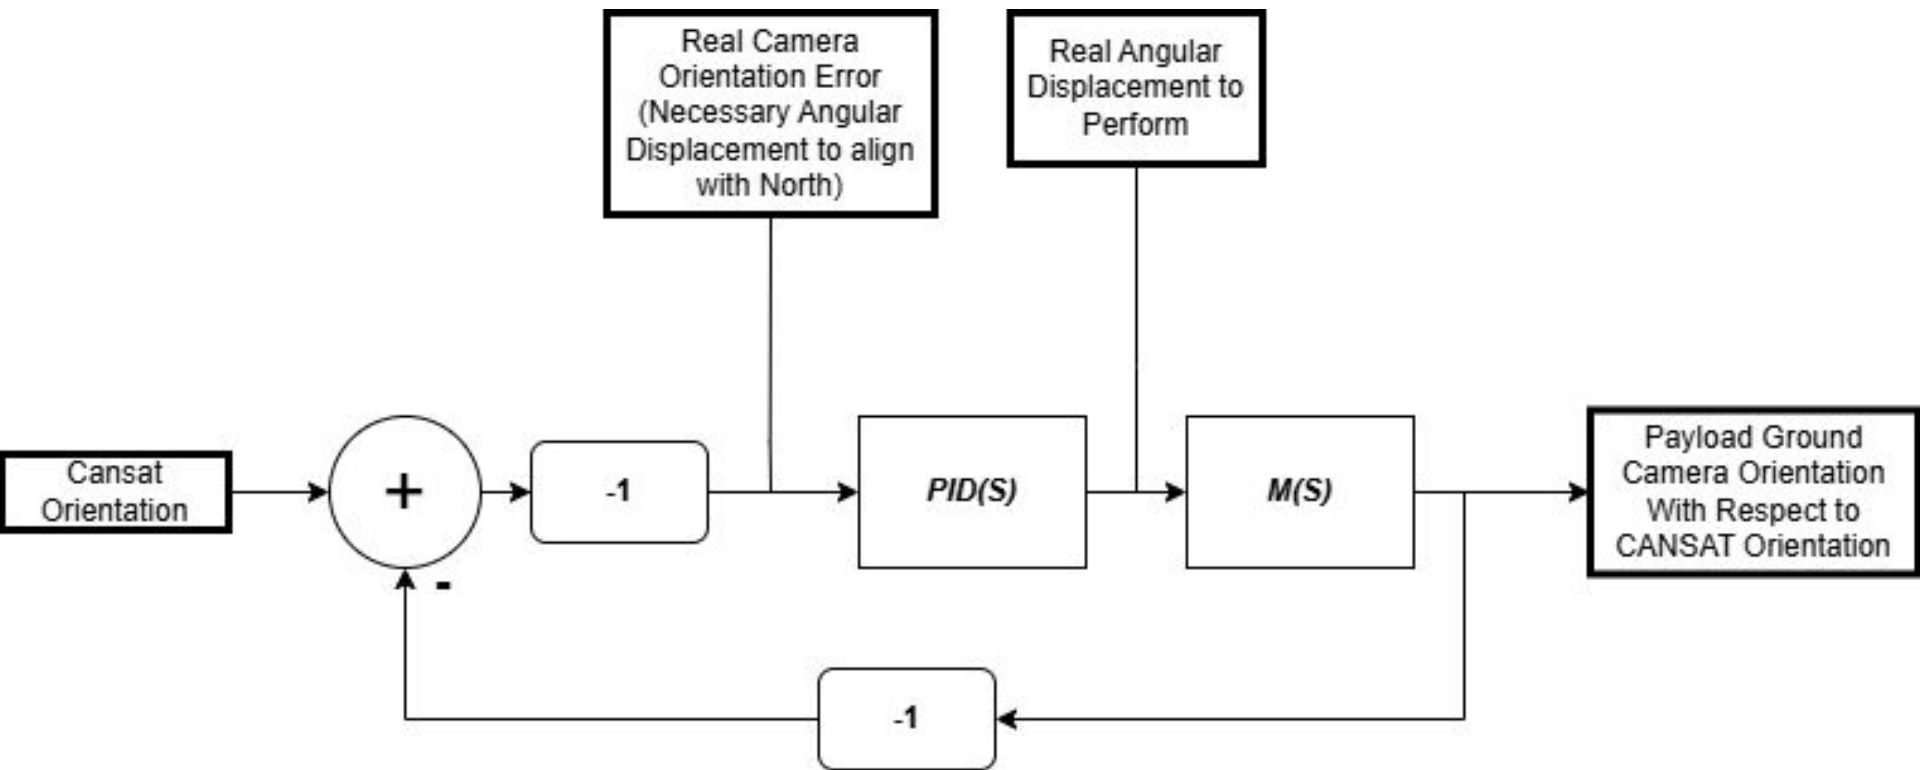 Real Camera
Orientation Error
(Necessary Angular
Displacement to align
with North)
Real Angular
Displacement to
Perform
Cansat
Orientation
+
-
-1
PID(S)
M(S)
Payload Ground
Camera Orientation
With Respect to
CANSAT Orientation
-1